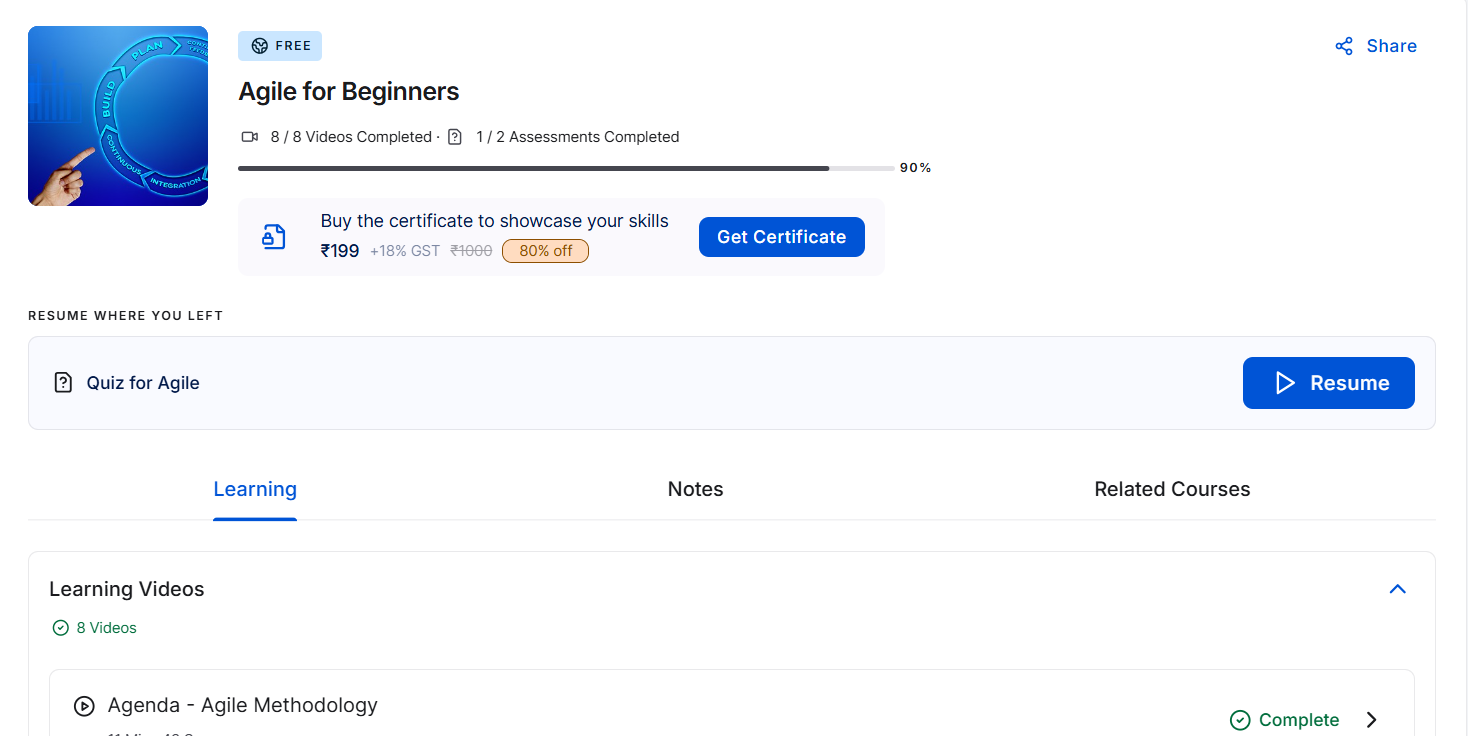 PLAN
BUILD
CONTINUOUS
INTEGRATION
FREE
Share
Agile for Beginners
8 / 8 Videos Completed · 1 / 2 Assessments Completed
90%
Buy the certificate to showcase your skills
₹199 +18% GST ₹1000 80% off
Get Certificate
RESUME WHERE YOU LEFT
Quiz for Agile
Resume
Learning Notes Related Courses
Learning Videos
8 Videos
Agenda - Agile Methodology
Complete